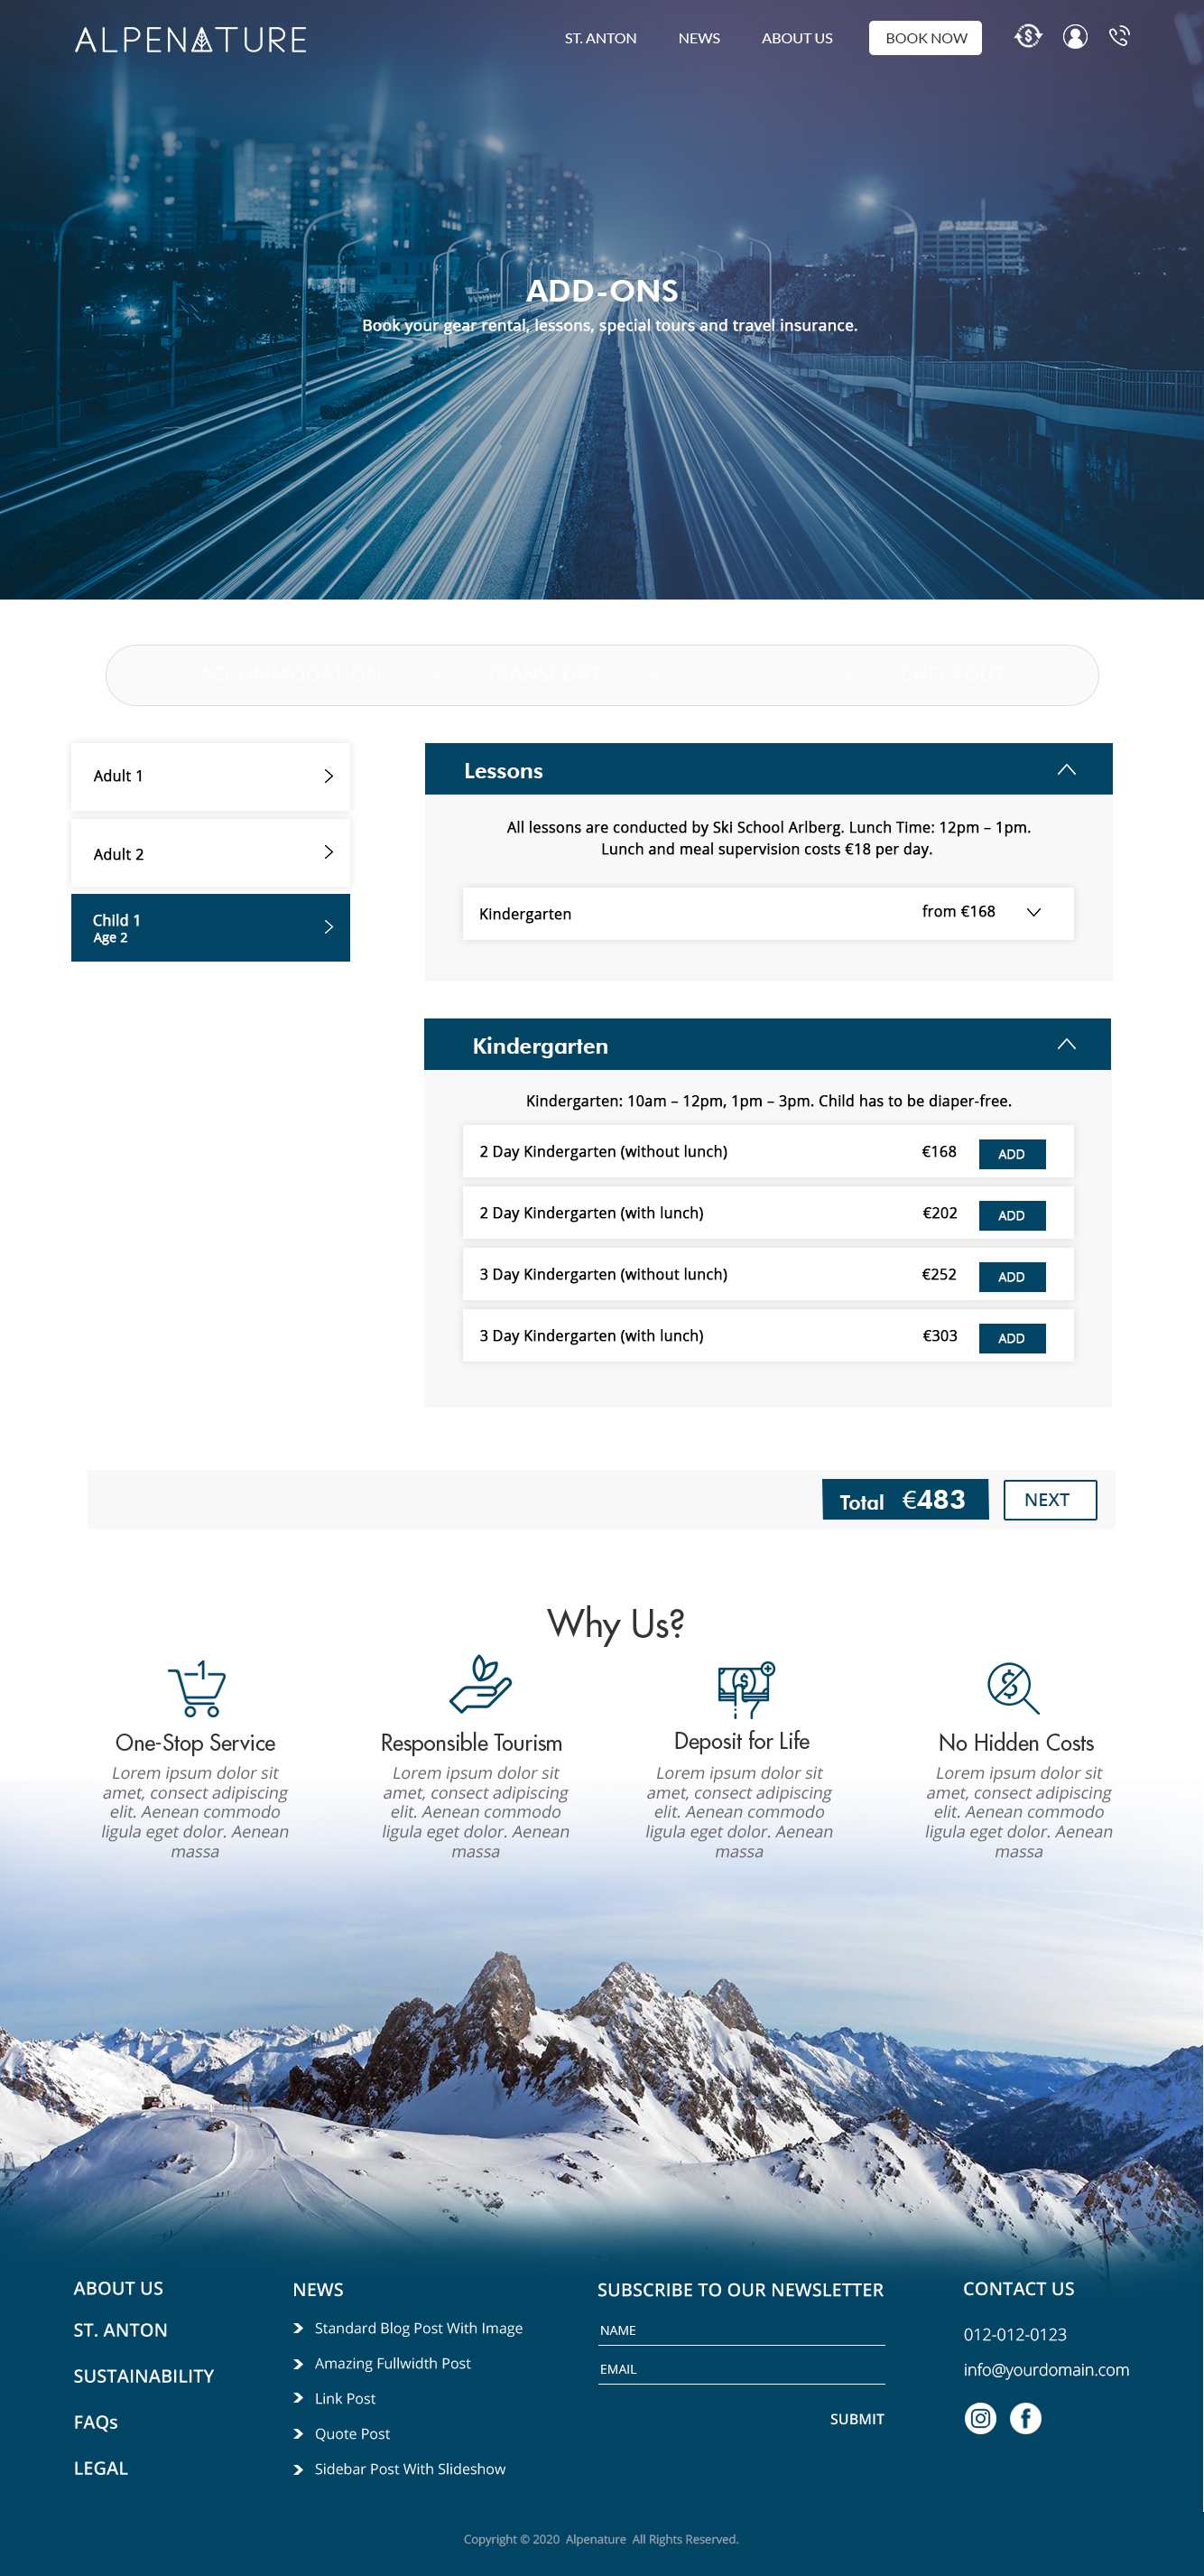 ALPENATURE
ST. ANTON
NEWS
ABOUT US
BOOK NOW
ADD-ONS
Book your gear rental, lessons, special tours and travel insurance.
ACCOMMODATION
TRANSPORT
CHECKOUT
Adult 1
Adult 2
Child 1
Age 2
Lessons
All lessons are conducted by Ski School Arlberg. Lunch Time: 12pm – 1pm.
Lunch and meal supervision costs €18 per day.
Kindergarten
from €168
Kindergarten
Kindergarten: 10am – 12pm, 1pm – 3pm. Child has to be diaper-free.
2 Day Kindergarten (without lunch)
€168
ADD
2 Day Kindergarten (with lunch)
€202
ADD
3 Day Kindergarten (without lunch)
€252
ADD
3 Day Kindergarten (with lunch)
€303
ADD
Total €483
NEXT
Why Us?
One-Stop Service
Lorem ipsum dolor sit
amet, consect adipiscing
elit. Aenean commodo
ligula eget dolor. Aenean
massa
Responsible Tourism
Lorem ipsum dolor sit
amet, consect adipiscing
elit. Aenean commodo
ligula eget dolor. Aenean
massa
Deposit for Life
Lorem ipsum dolor sit
amet, consect adipiscing
elit. Aenean commodo
ligula eget dolor. Aenean
massa
No Hidden Costs
Lorem ipsum dolor sit
amet, consect adipiscing
elit. Aenean commodo
ligula eget dolor. Aenean
massa
ABOUT US
ST. ANTON
SUSTAINABILITY
FAQs
LEGAL
NEWS
Standard Blog Post With Image
Amazing Fullwidth Post
Link Post
Quote Post
Sidebar Post With Slideshow
SUBSCRIBE TO OUR NEWSLETTER
NAME
EMAIL
SUBMIT
CONTACT US
012-012-0123
info@yourdomain.com
Copyright © 2020 Alpenature All Rights Reserved.